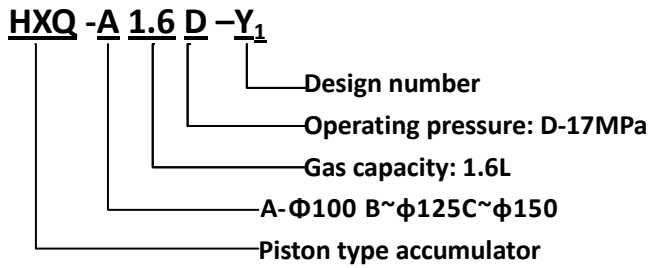 HXQ -A 1.6 D –Y₁
Design number
Operating pressure: D-17MPa
Gas capacity: 1.6L
A-Φ100 B~ϕ125C~ϕ150
Piston type accumulator